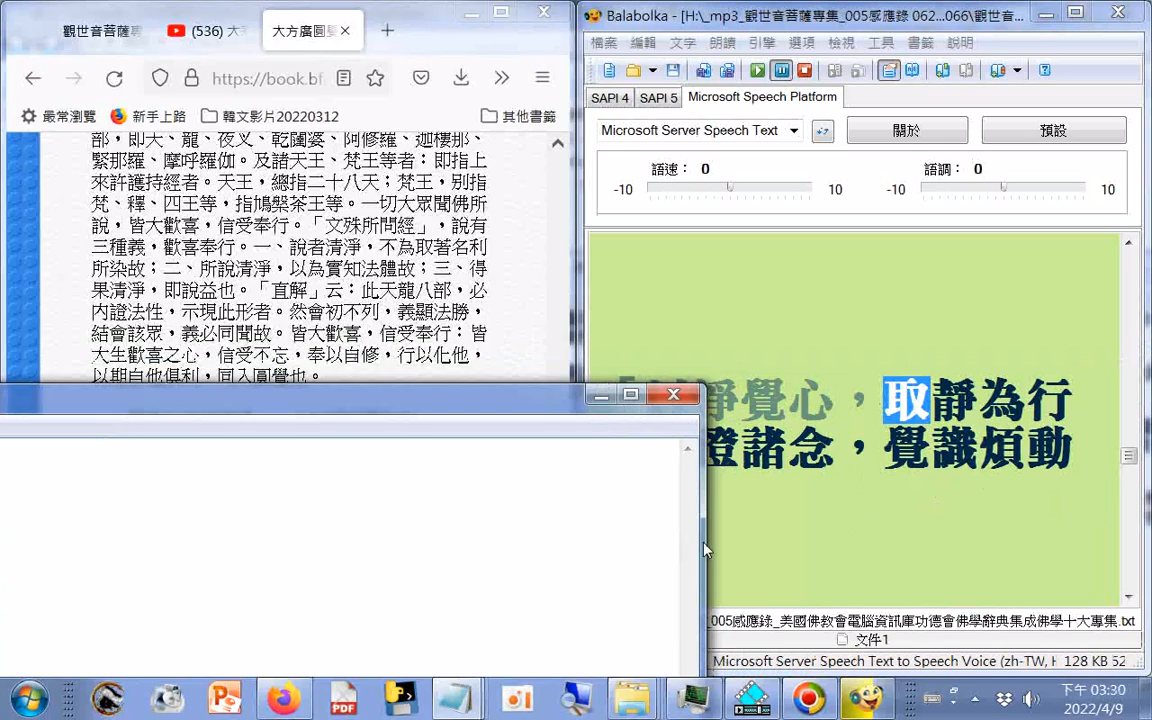 觀世音菩薩專
(536) 大
大方廣圓覺
Balabolka - [H:\_mp3_觀世音菩薩專集_005感應錄 062...066\觀世音...
檔案 編輯 文字 朗讀 引擎 選項 檢視 工具 書籤 說明
https://book.bf
SAPI 4 SAPI 5 Microsoft Speech Platform
最常瀏覽 新手上路 韓文影片20220312 其他書籤
Microsoft Server Speech Text 關於 預設
語速： 0 語調： 0
-10 10 -10 10
部，即天、龍、夜叉、乾闥婆、阿修羅、迦樓那、
緊那羅、摩呼羅伽。及諸天王、梵王等者：即指上
來許護持經者。天王，總指二十八天；梵王，別指
梵、釋、四王等，指鳩槃茶王等。一切大眾聞佛所
說，皆大歡喜，信受奉行。「文殊所問經」，說有
三種義，歡喜奉行。一、說者清淨，不為取著名利
所染故；二、所說清淨，以為實知法體故；三、得
果清淨，即說益也。「直解」云：此天龍八部，必
內證法性，示現此形者。然會初不列，義顯法勝，
結會該眾，義必同聞故。皆大歡喜，信受奉行：皆
大生歡喜之心，信受不忘，奉以自修，行以化他，
以期自他俱利，同入圓覺也。
淨覺心，取靜為行
澄諸念，覺識煩動
_005感應錄_美國佛教會電腦資訊庫功德會佛學辭典集成佛學十大專集.txt
文件1
Microsoft Server Speech Text to Speech Voice (zh-TW, H 128 KB 52
下午 03:30
2022/4/9